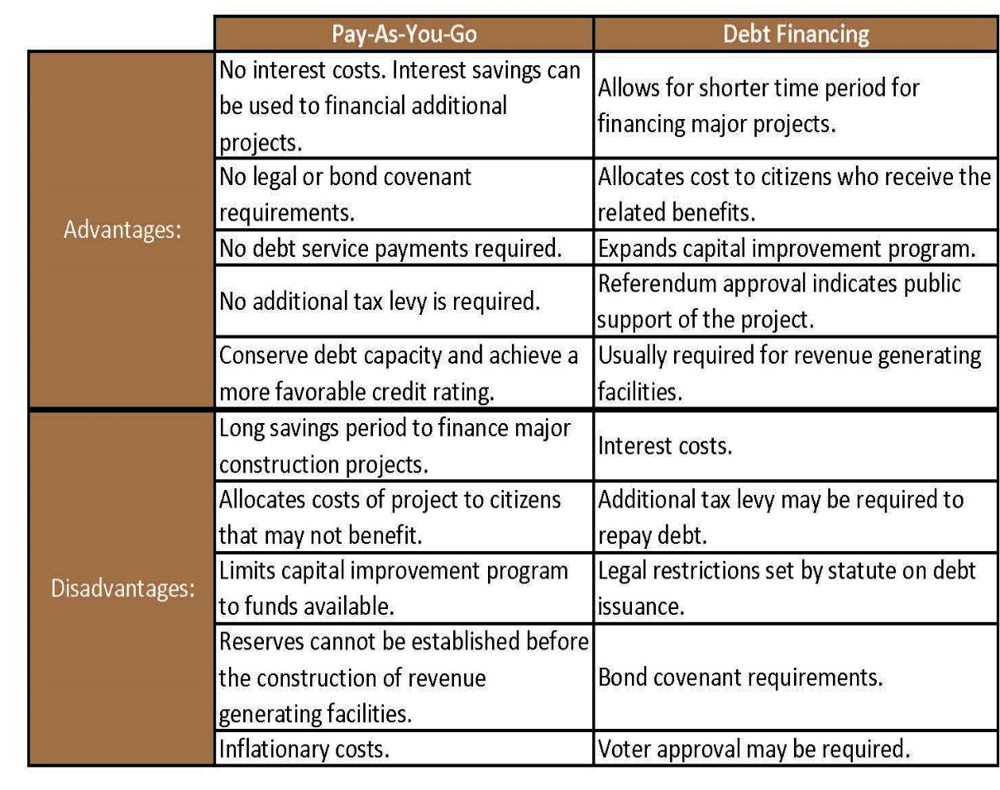 Pay-As-You-Go
Debt Financing
Advantages:
No interest costs. Interest savings can
be used to financial additional
projects.
Allows for shorter time period for
financing major projects.
No legal or bond covenant
requirements.
Allocates cost to citizens who receive the
related benefits.
No debt service payments required.
Expands capital improvement program.
No additional tax levy is required.
Referendum approval indicates public
support of the project.
Conserve debt capacity and achieve a
more favorable credit rating.
Usually required for revenue generating
facilities.
Disadvantages:
Long savings period to finance major
construction projects.
Interest costs.
Allocates costs of project to citizens
that may not benefit.
Additional tax levy may be required to
repay debt.
Limits capital improvement program
to funds available.
Legal restrictions set by statute on debt
issuance.
Reserves cannot be established before
the construction of revenue
generating facilities.
Bond covenant requirements.
Inflationary costs.
Voter approval may be required.